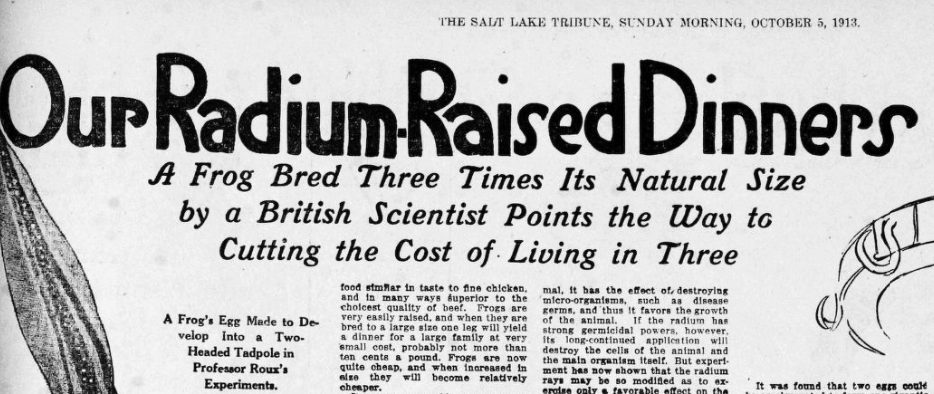 THE SALT LAKE TRIBUNE, SUNDAY MORNING, OCTOBER 5, 1913.
Our Radium-Raised Dinners
A Frog Bred Three Times Its Natural Size
by a British Scientist Points the Way to
Cutting the Cost of Living in Three
A Frog's Egg Made to De-
velop Into a Two-
Headed Tadpole in
Professor Roux's
Experiments.
food similar in taste to fine chicken,
and in many ways superior to the
choicest quality of beef. Frogs are
very easily raised, and when they are
bred to a large size one leg will yield
a dinner for a large family at very
small cost, probably not more than
ten cents a pound. Frogs are now
quite cheap, and when increased in
size they will become relatively
cheaper.
mal, it has the effect of destroying
micro-organisms, such as disease
germs, and thus it favors the growth
of the animal. If the radium has
strong germicidal powers, however,
its long-continued application will
destroy the cells of the animal and
the main organism itself. But experi-
ment has now shown that the radium
rays may be so modified as to ex-
ercise only a favorable effect on the
It was found that two eggs could